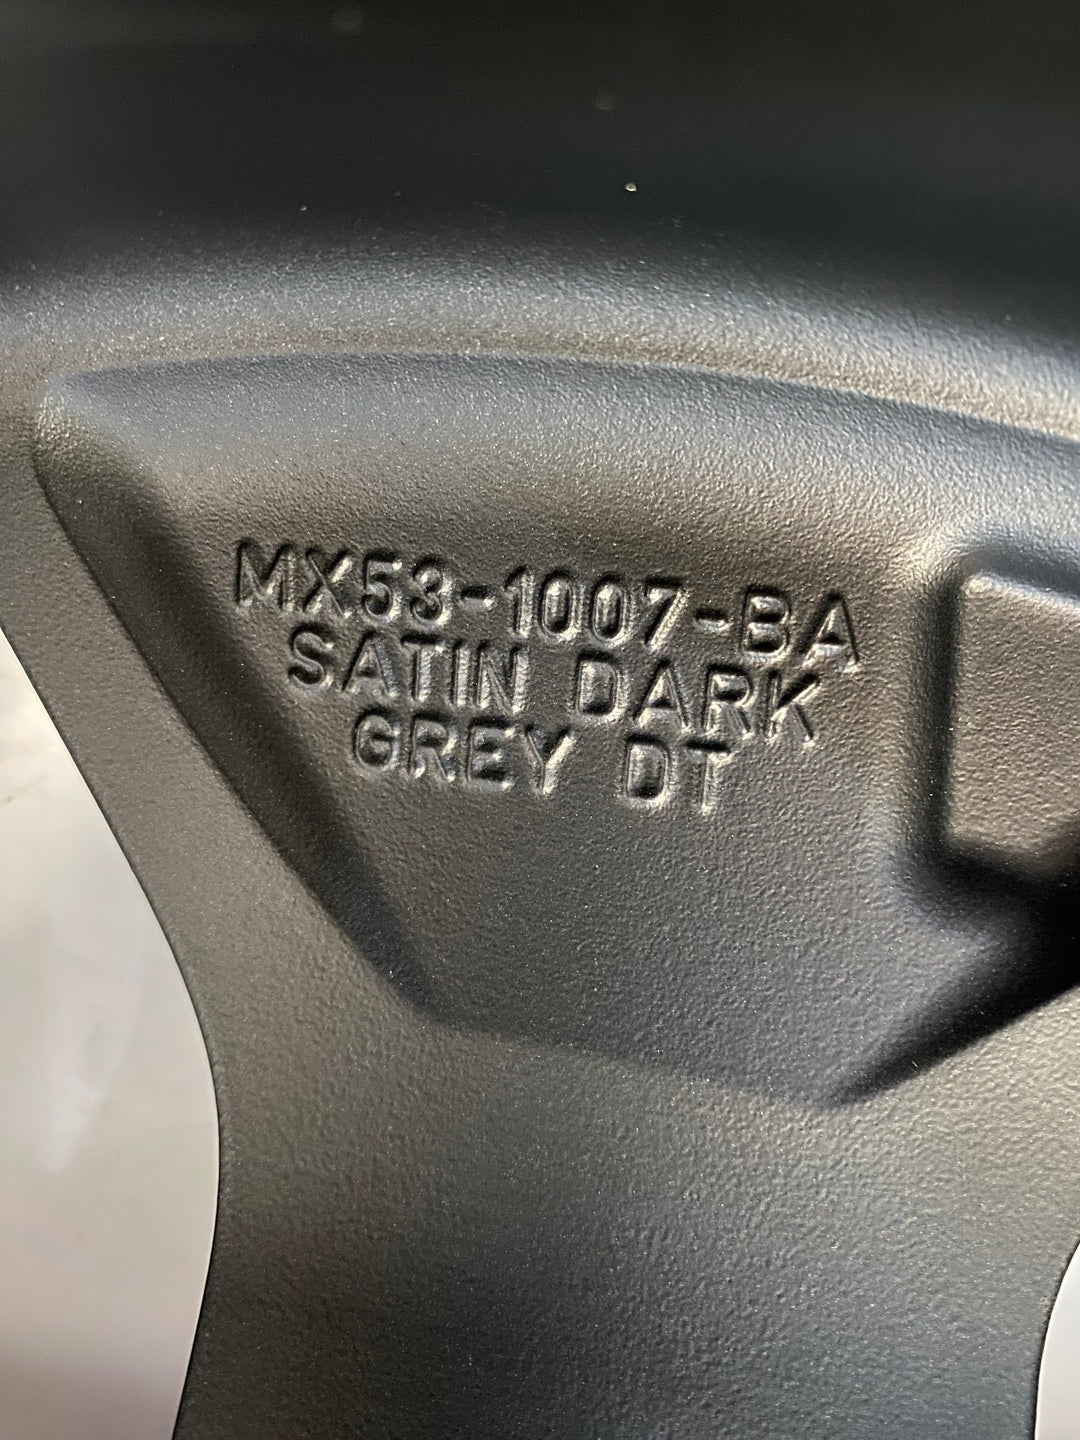 MX53-1007-BA
SATIN DARK
GREY DT